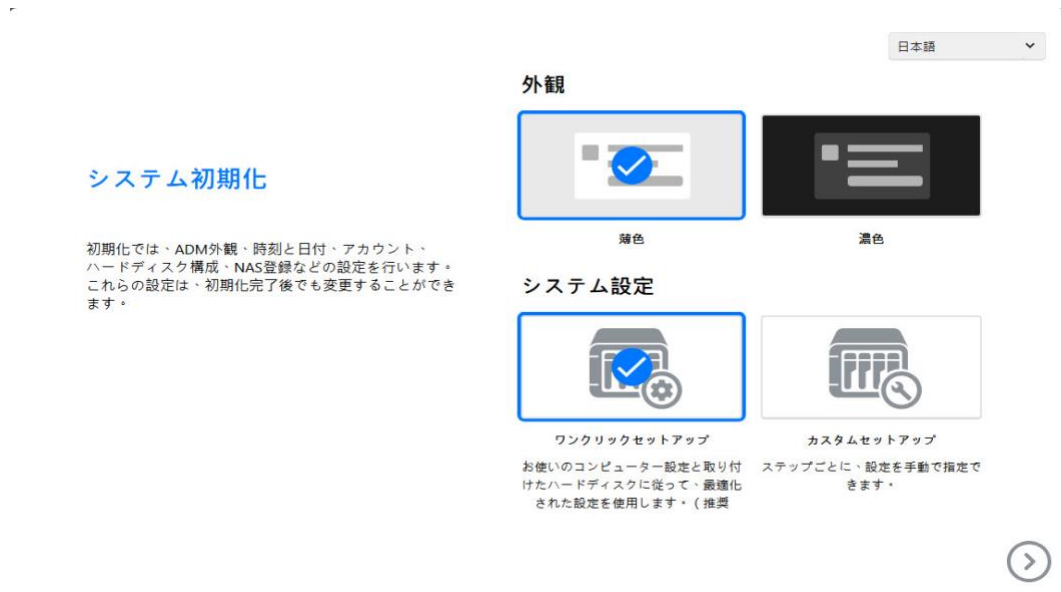 日本語
システム初期化
初期化では、ADM外観、時刻と日付、アカウント、
ハードディスク構成、NAS登録などの設定を行います。
これらの設定は、初期化完了後でも変更することができ
ます。
外観
薄色
濃色
システム設定
ワンクリックセットアップ
お使いのコンピューター設定と取り付
けたハードディスクに従って、最適化
された設定を使用します。(推奨
カスタムセットアップ
ステップごとに、設定を手動で指定で
きます。